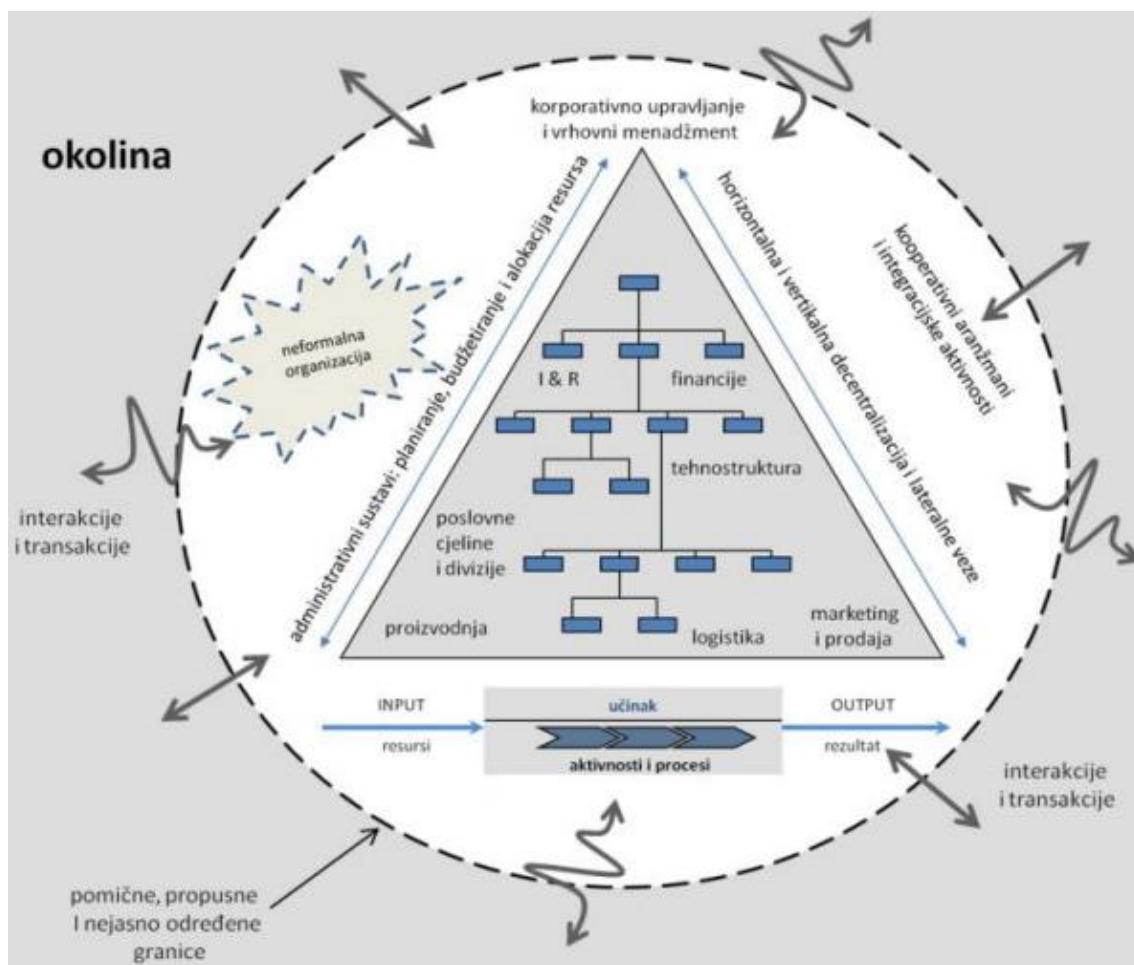 korporativno upravljanje
i vrhovni menadžment
okolina
administrativni sustavi: planiranje, budžetiranje i alokacija resursa
horizontalna i vertikalna decentralizacija i lateralne veze
kooperativni aranžmani
i integracijske aktivnosti
neformalna
organizacija
I & R
financije
tehnostruktura
interakcije
i transakcije
poslovne
cjeline
i divizije
proizvodnja
logistika
marketing
i prodaja
INPUT
resursi
učinak
aktivnosti i procesi
OUTPUT
rezultat
interakcije
i transakcije
pomične, propusne
I nejasno određene
granice